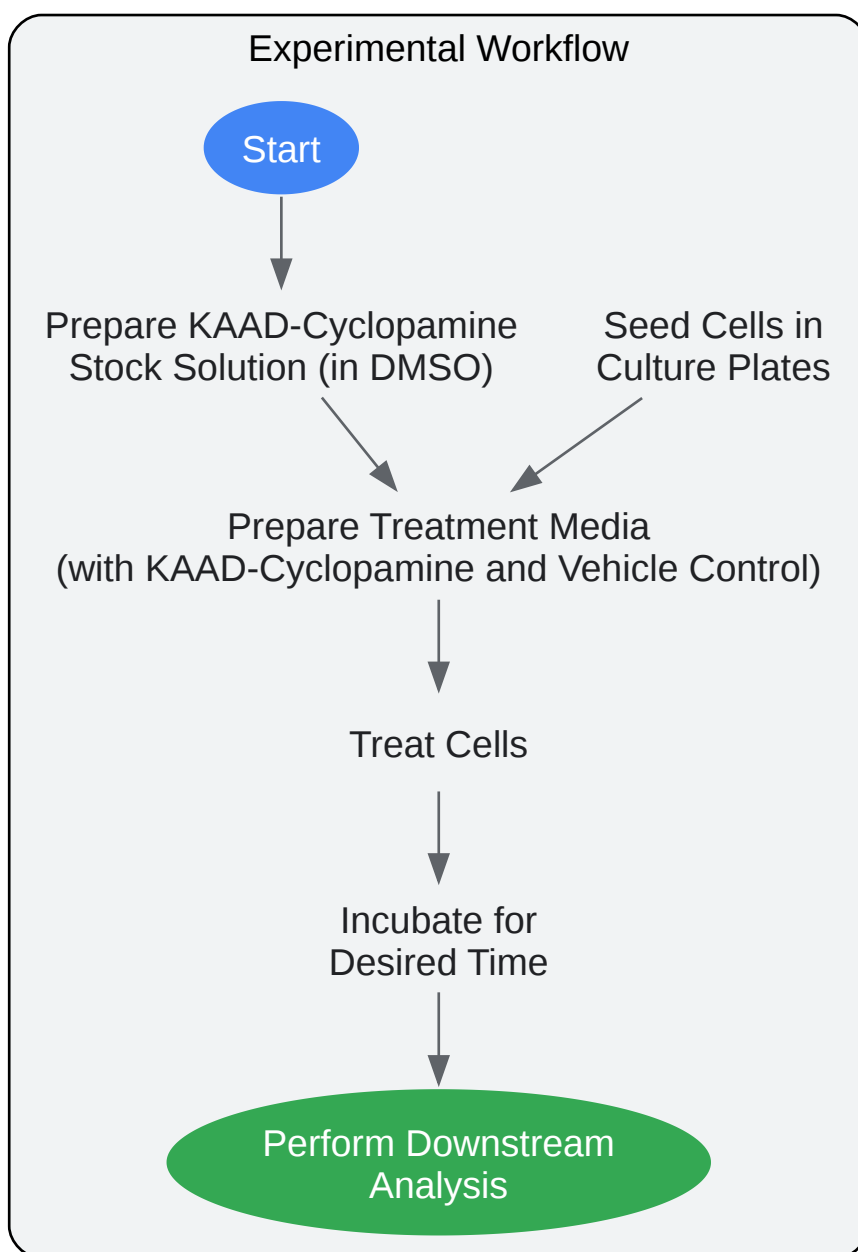 Experimental Workflow
Start
Prepare KAAD-Cyclopamine
Stock Solution (in DMSO)
Seed Cells in
Culture Plates
Prepare Treatment Media
(with KAAD-Cyclopamine and Vehicle Control)
Treat Cells
Incubate for
Desired Time
Perform Downstream
Analysis